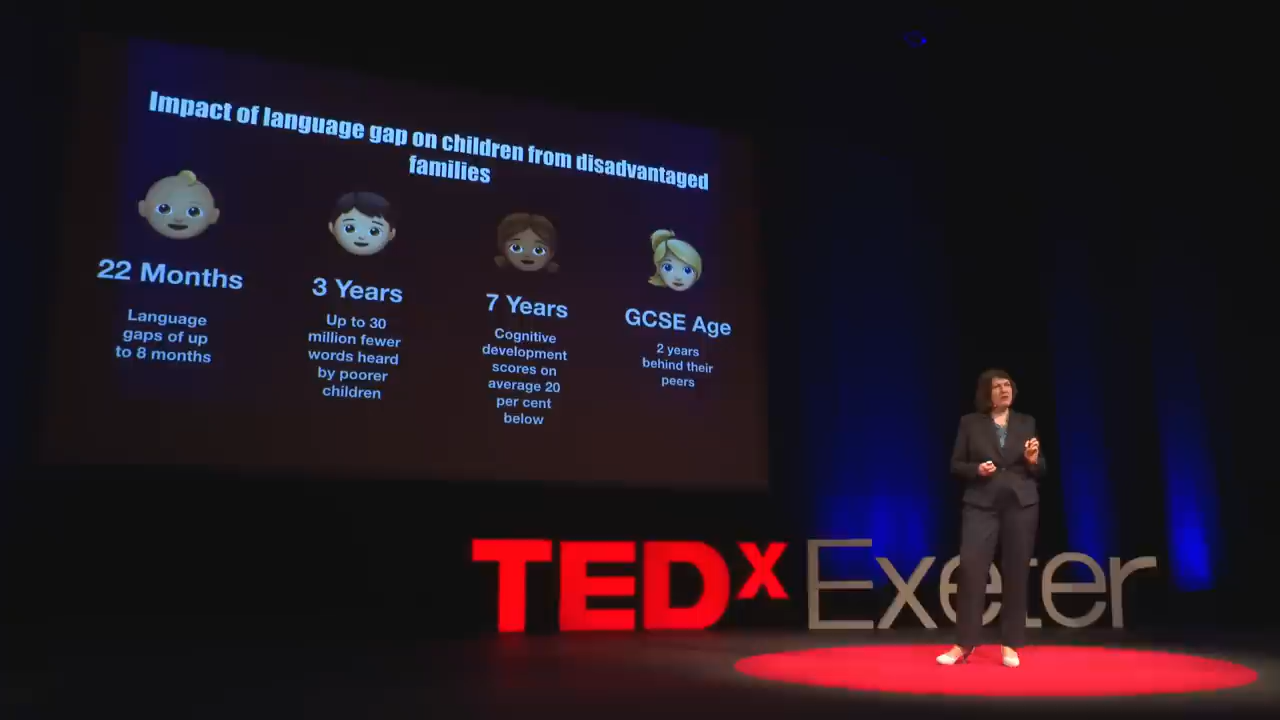 Impact of language gap on children from disadvantaged
families
22 Months
Language
gaps of up
to 8 months
3 Years
Up to 30
million fewer
words heard
by poorer
children
7 Years
Cognitive
development
scores on
average 20
per cent
below
GCSE Age
2 years
behind their
peers
TEDx Exeter